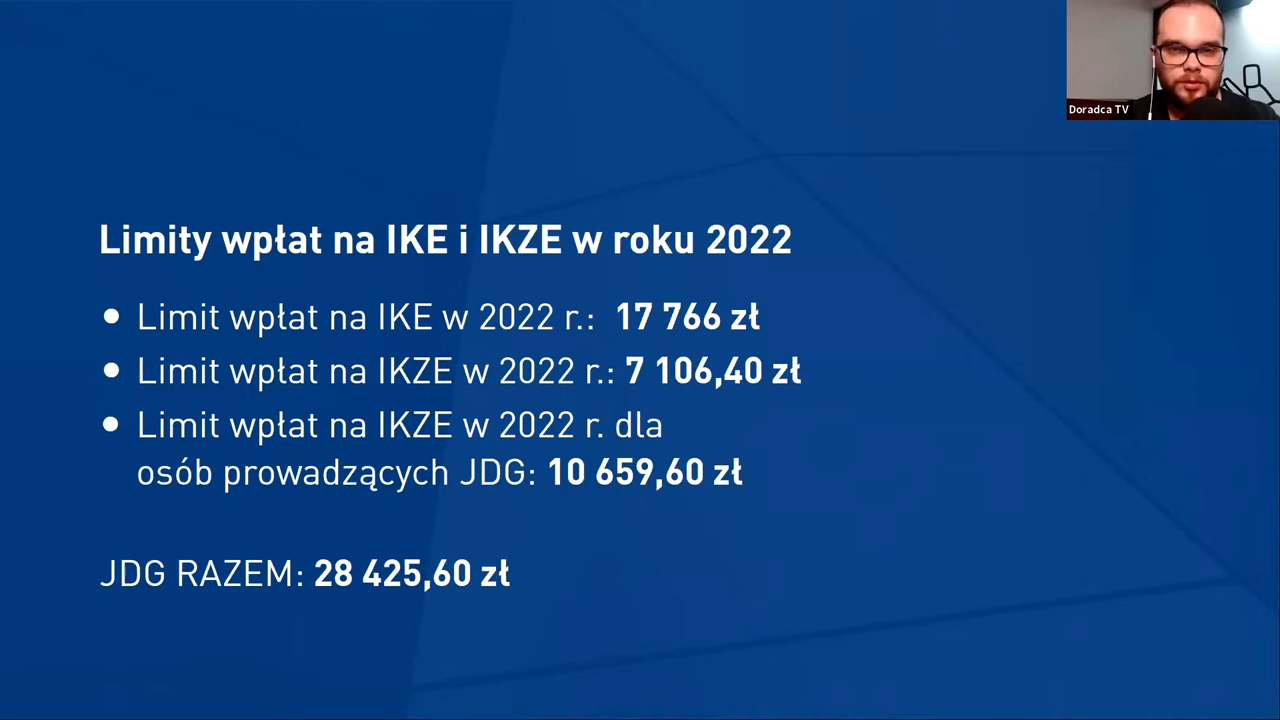 Doradca TV
Limity wpłat na IKE i IKZE w roku 2022
• Limit wpłat na IKE w 2022 r.: 17 766 zł
• Limit wpłat na IKZE w 2022 r.: 7 106,40 zł
• Limit wpłat na IKZE w 2022 r. dla
osób prowadzących JDG: 10 659,60 zł
JDG RAZEM: 28 425,60 zł